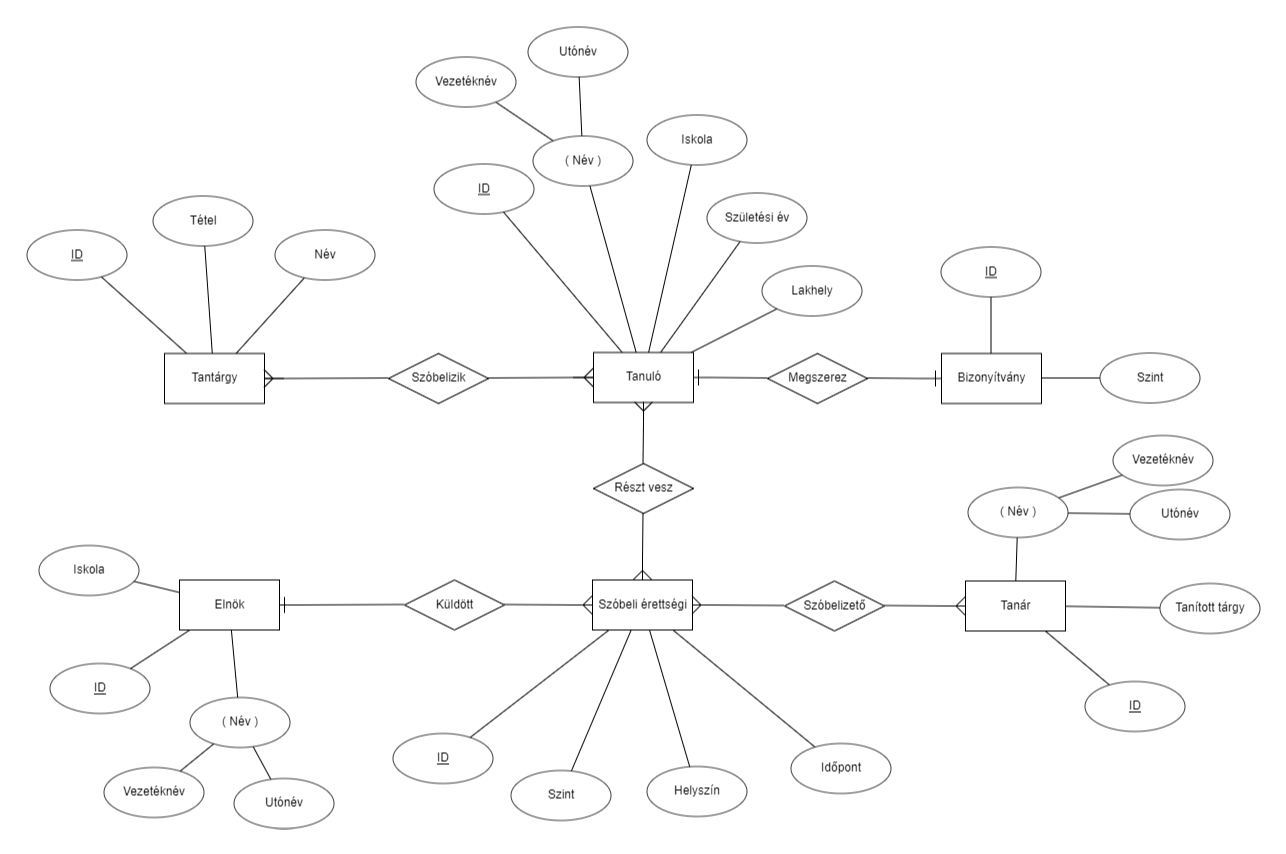 Utónév
Vezetéknév
Iskola
( Név )
ID
Születési év
Tétel
ID
Név
ID
Lakhely
Tantárgy
Szóbelizik
Tanuló
Megszerez
Bizonyítvány
Szint
Vezetéknév
Részt vesz
( Név )
Utónév
Iskola
Elnök
Küldött
Szóbeli érettségi
Szóbelizető
Tanár
Tanított tárgy
ID
ID
( Név )
ID
Időpont
Vezetéknév
Utónév
Szint
Helyszín